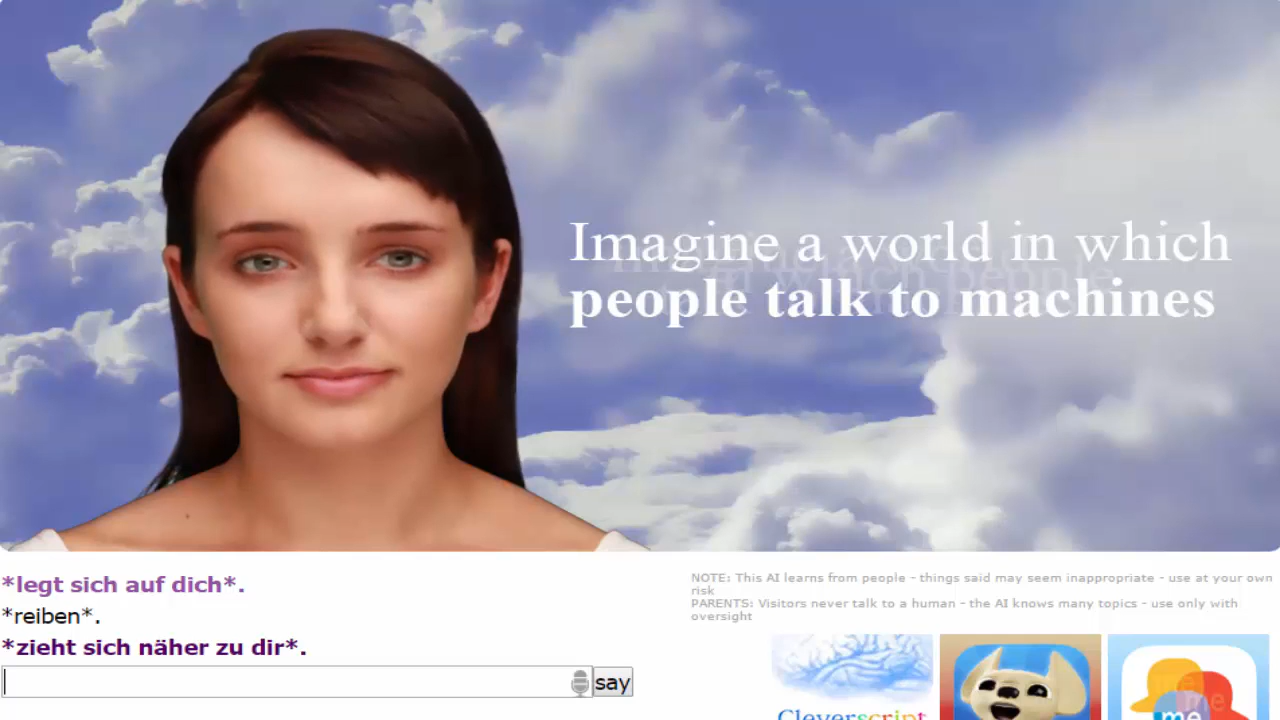 Imagine a world in which
people talk to machines
*legt sich auf dich*.
*reiben*.
*zieht sich näher zu dir*.
say
NOTE: This AI learns from people - things said may seem inappropriate - use at your own
risk
PARENTS: Visitors never talk to a human - the AI knows many topics - use only with
oversight
Cleverscript
me
me